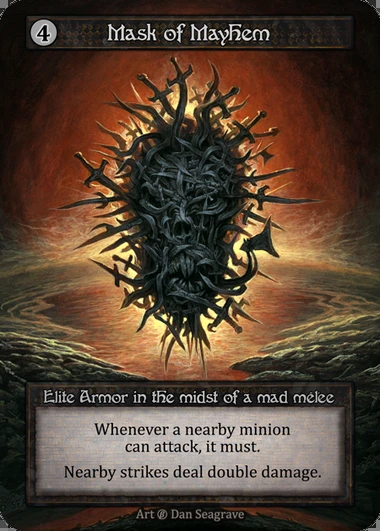 4
Mask of Mayhem
Elite Armor in the midst of a mad mêlée
Whenever a nearby minion
can attack, it must.
Nearby strikes deal double damage.
Art @ Dan Seagrave